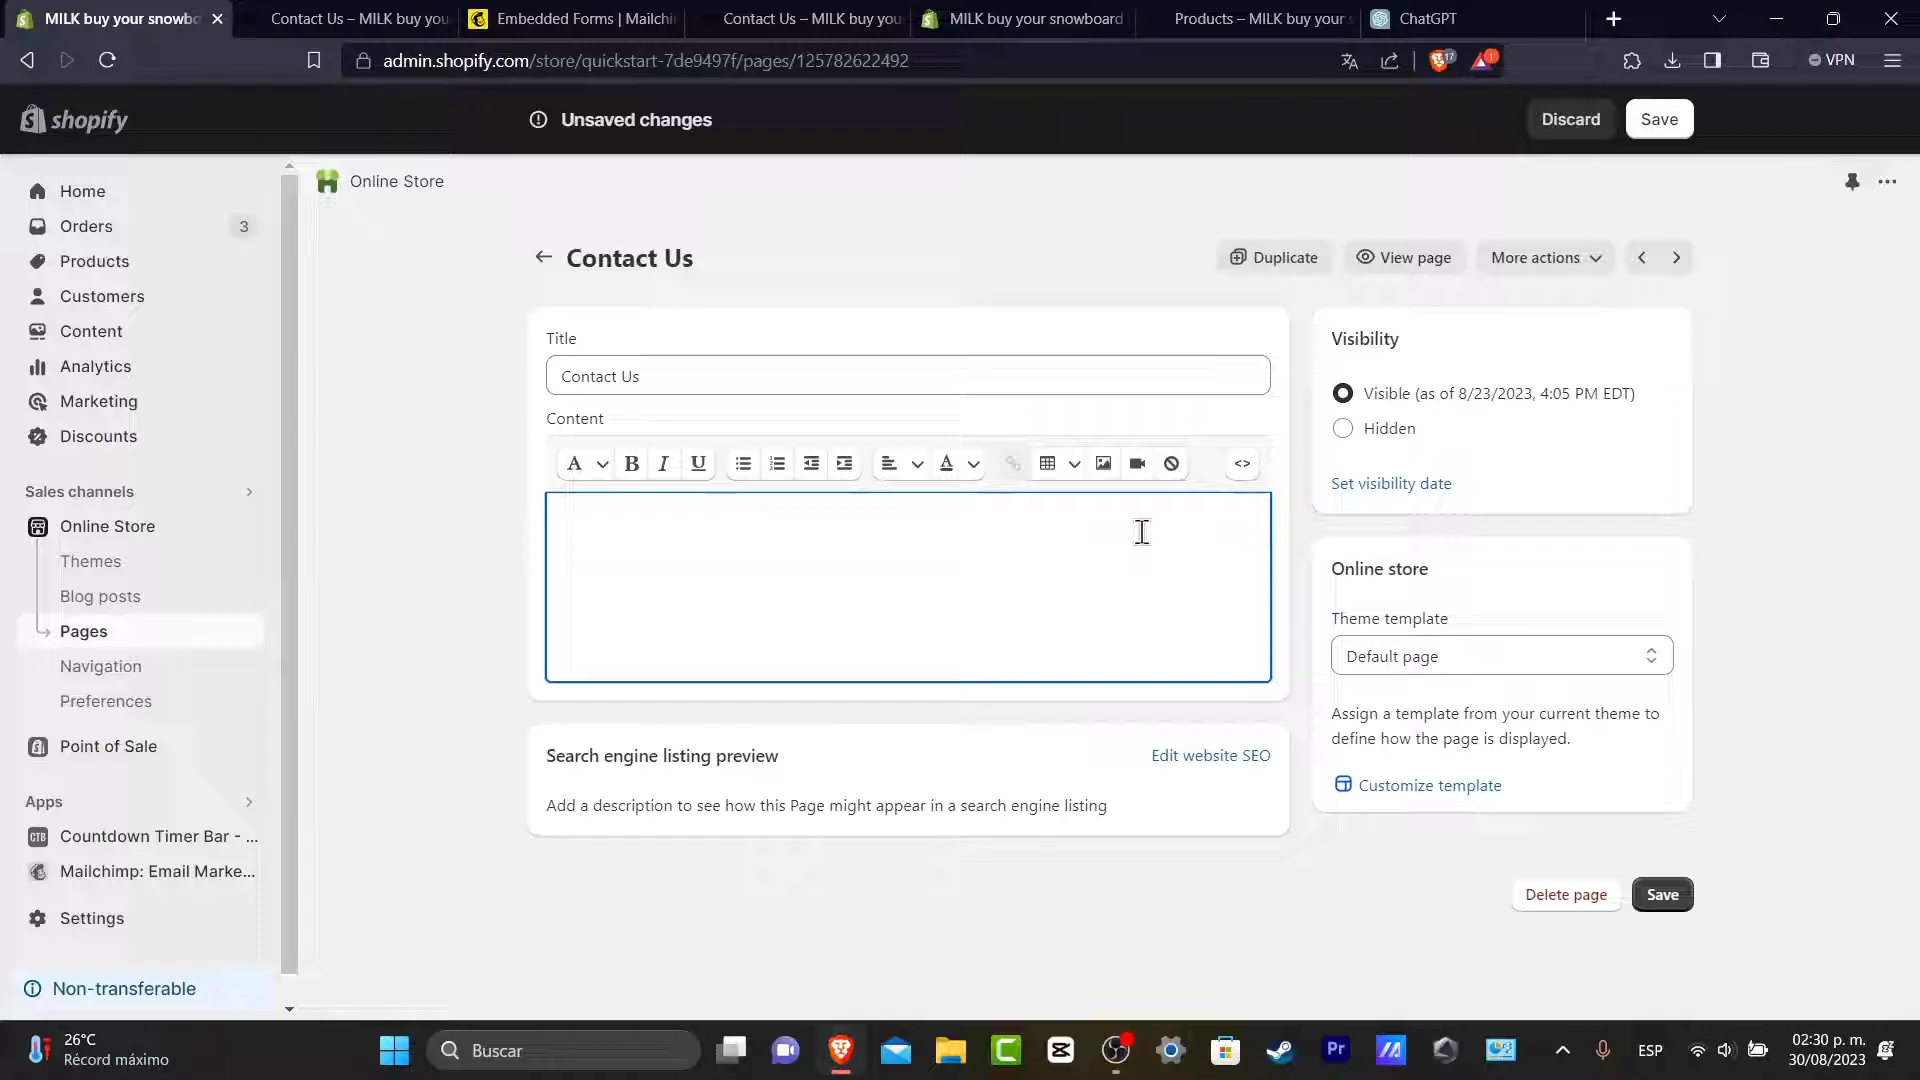 MILK buy your snowbo
Contact Us – MILK buy you
Embedded Forms | Mailchi
Contact Us – MILK buy you
MILK buy your snowboard
Products – MILK buy your s
ChatGPT
admin.shopify.com/store/quickstart-7de9497f/pages/125782622492
17
1
VPN
shopify
Unsaved changes
Discard
Save
Home
Orders
3
Products
Customers
Content
Analytics
Marketing
Discounts
Sales channels
Online Store
Themes
Blog posts
Pages
Navigation
Preferences
Point of Sale
Apps
CTB
Countdown Timer Bar - ...
Mailchimp: Email Marke...
Settings
Non-transferable
Online Store
Contact Us
Duplicate
View page
More actions
Title
Contact Us
Content
A
B
I
U
A
<>
Search engine listing preview
Edit website SEO
Add a description to see how this Page might appear in a search engine listing
Visibility
Visible (as of 8/23/2023, 4:05 PM EDT)
Hidden
Set visibility date
Online store
Theme template
Default page
Assign a template from your current theme to
define how the page is displayed.
Customize template
Delete page
Save
26°C
Récord máximo
Buscar
Pr
ESP
02:30 p. m.
30/08/2023